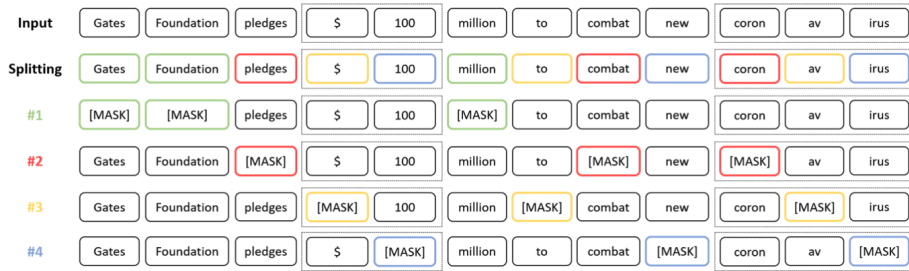 Input Gates Foundation pledges $ 100 million to combat new coron av irus
Splitting Gates Foundation pledges $ 100 million to combat new coron av irus
#1 [MASK] [MASK] pledges $ 100 [MASK] to combat new coron av irus
#2 Gates Foundation [MASK] $ 100 million to [MASK] new [MASK] av irus
#3 Gates Foundation pledges [MASK] 100 million [MASK] combat new coron [MASK] irus
#4 Gates Foundation pledges $ [MASK] million to combat [MASK] coron av [MASK]